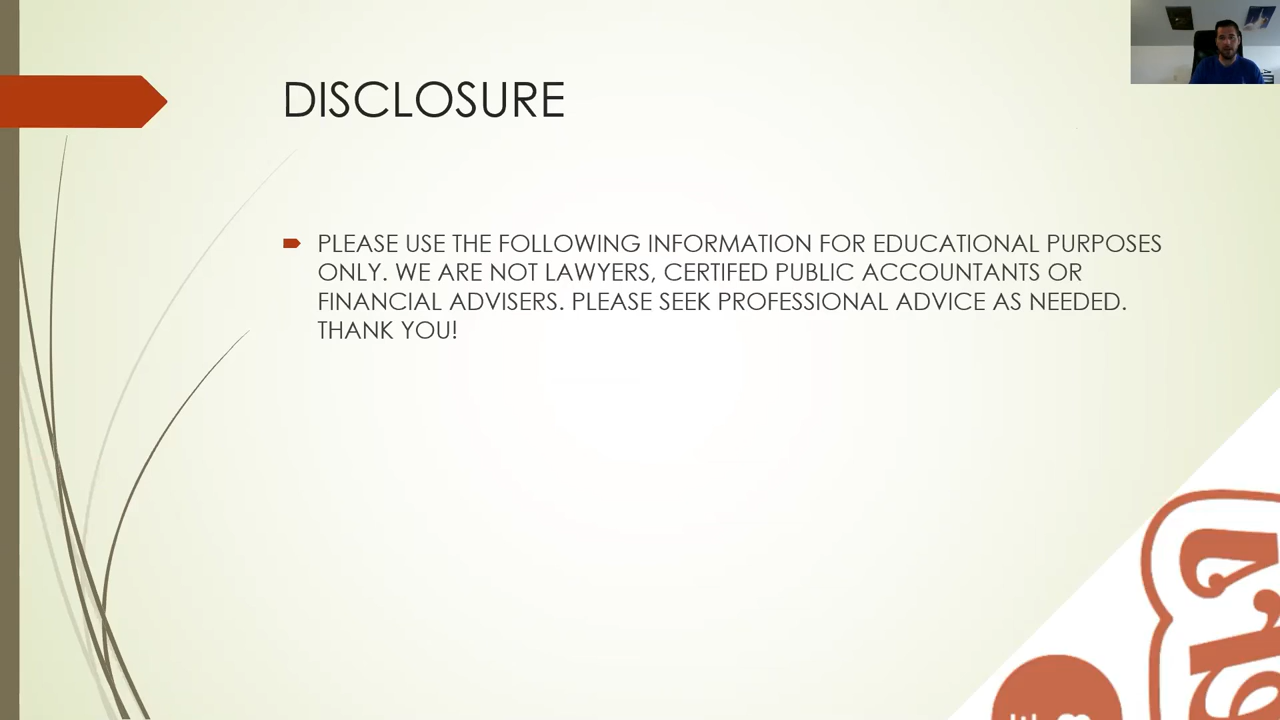 DISCLOSURE
PLEASE USE THE FOLLOWING INFORMATION FOR EDUCATIONAL PURPOSES
ONLY. WE ARE NOT LAWYERS, CERTIFED PUBLIC ACCOUNTANTS OR
FINANCIAL ADVISERS. PLEASE SEEK PROFESSIONAL ADVICE AS NEEDED.
THANK YOU!